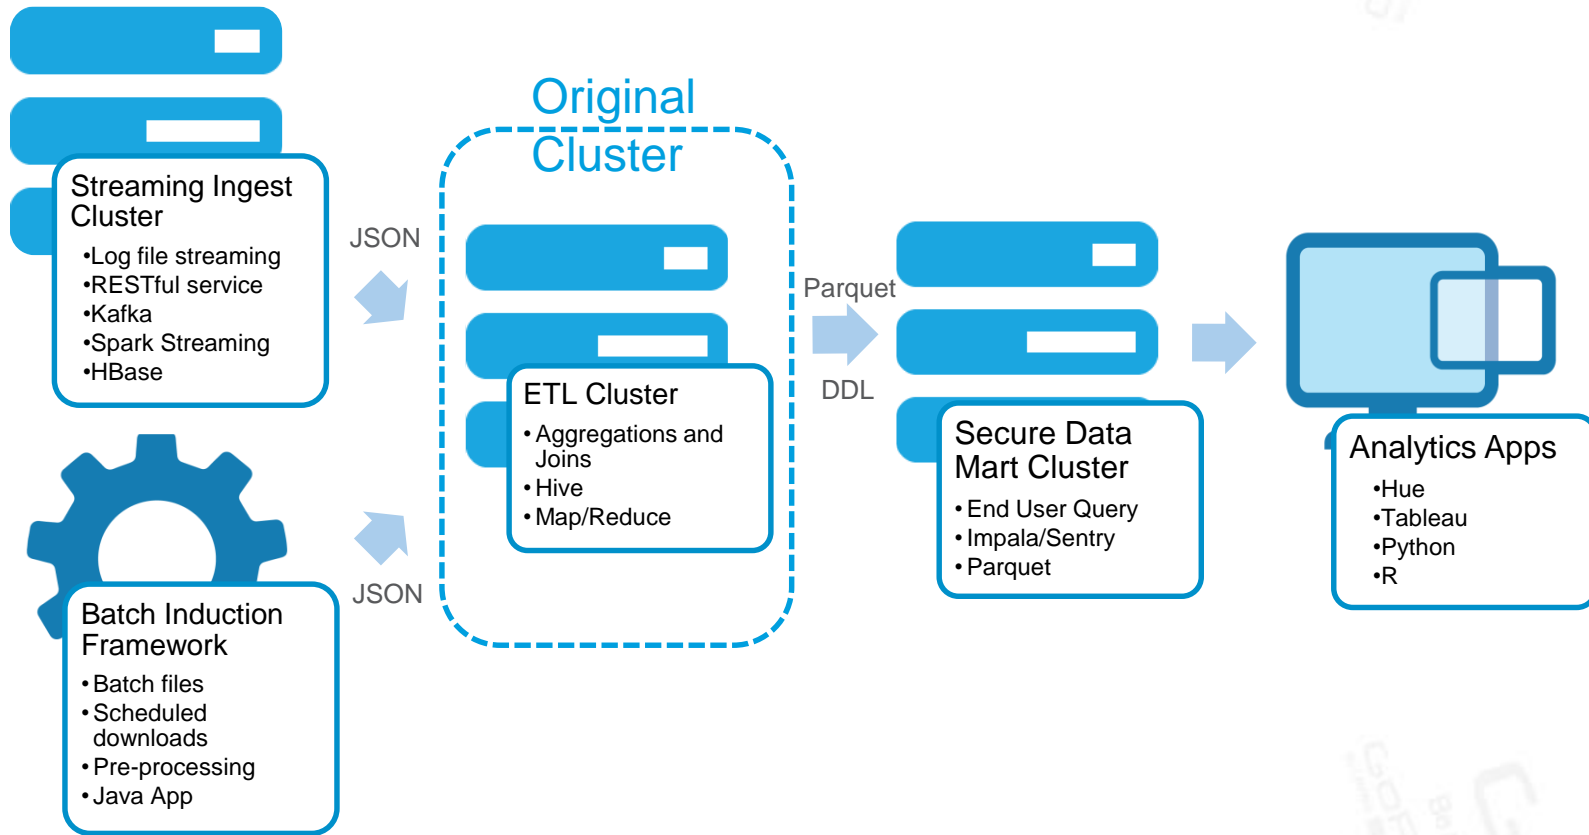 Original
Cluster
Streaming Ingest
Cluster
•Log file streaming
•RESTful service
•Kafka
•Spark Streaming
•HBase
JSON
Batch Induction
Framework
• Batch files
• Scheduled
downloads
• Pre-processing
• Java App
JSON
ETL Cluster
• Aggregations and
Joins
• Hive
• Map/Reduce
Parquet
DDL
Secure Data
Mart Cluster
• End User Query
• Impala/Sentry
• Parquet
Analytics Apps
•Hue
•Tableau
•Python
•R